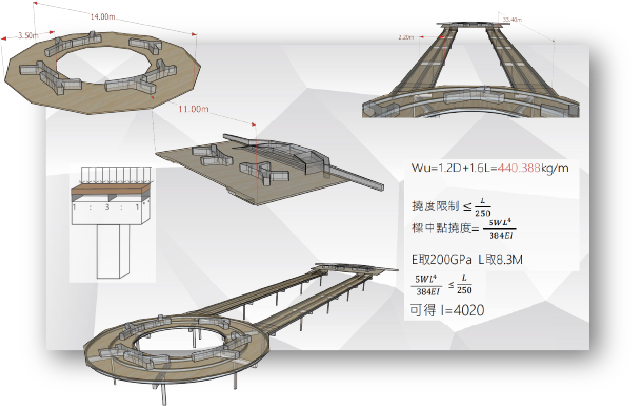 14.00m
3.50m
33.40m
2.20m
11.00m
Wu=1.2D+1.6L=440.388kg/m
撓度限制≤L/250
樑中點撓度=5WL⁴/384EI
E取200GPa L取8.3M
5WL⁴/384EI ≤ L/250
可得 I=4020
1 : 3 : 1